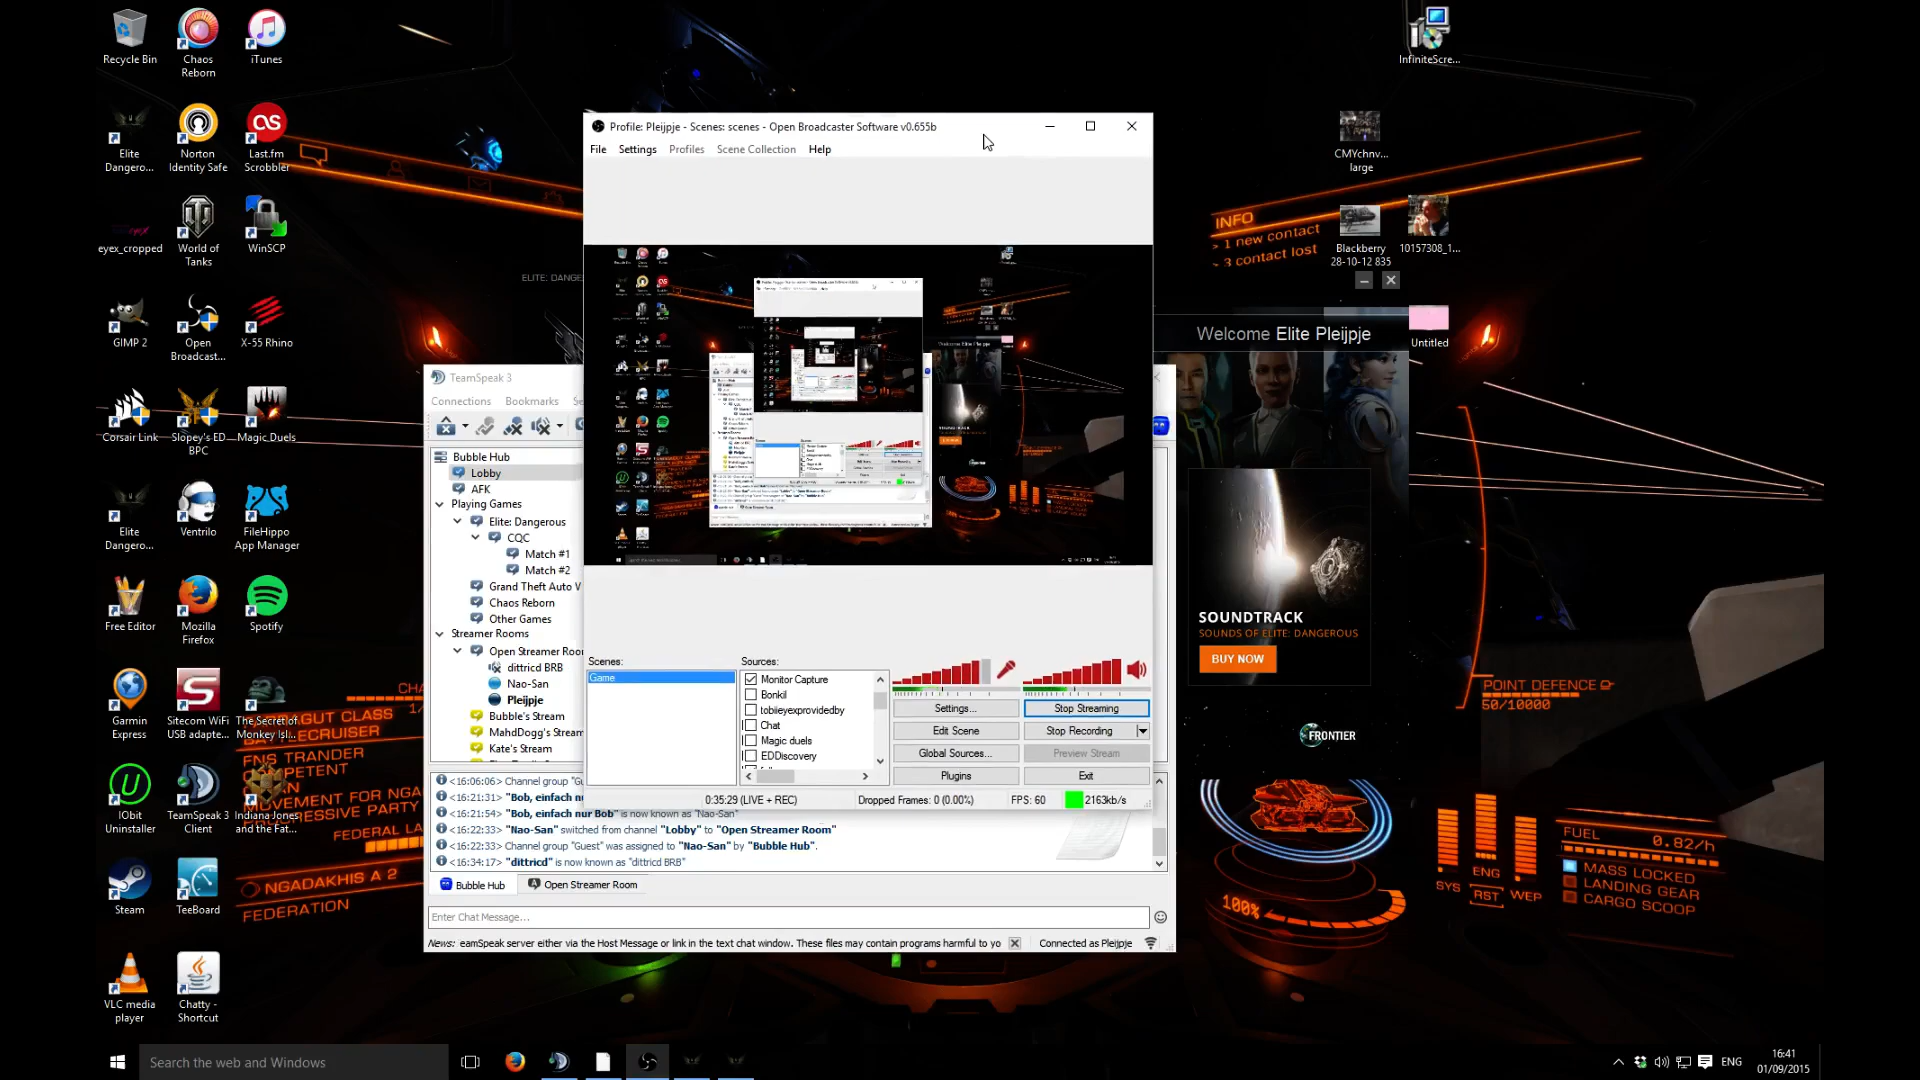 Recycle Bin
Chaos Reborn
iTunes
InfiniteScre...
Elite Dangero...
Norton Identity Safe
Last.fm Scrobbler
CMYchnv... large
eyex_cropped
World of Tanks
WinSCP
Blackberry 28-10-12 835
10157308_1...
GIMP 2
Open Broadcast...
X-55 Rhino
Untitled
Corsair Link
Slopey's ED BPC
Magic Duels
Elite Dangero...
Ventrilo
FileHippo App Manager
Free Editor
Mozilla Firefox
Spotify
Garmin Express
Sitecom WiFi USB adapte...
The Secret of Monkey Isl...
IObit Uninstaller
TeamSpeak 3 Client
Indiana Jones and the Fat...
Steam
TeeBoard
VLC media player
Chatty - Shortcut
ELITE: DANGER
INFO
> 1 new contact
> 3 contact lost
Profile: Pleijpje - Scenes: scenes - Open Broadcaster Software v0.655b
File Settings Profiles Scene Collection Help
Scenes:
Game
Sources:
Monitor Capture
Bonkil
tobiieyexprovidedby
Chat
Magic duels
EDDiscovery
Settings...
Stop Streaming
Edit Scene
Stop Recording
Global Sources...
Preview Stream
Plugins
Exit
0:35:29 (LIVE + REC)
Dropped Frames: 0 (0.00%)
FPS: 60
2163kb/s
TeamSpeak 3
Connections Bookmarks Se
Bubble Hub
Lobby
AFK
Playing Games
Elite: Dangerous
CQC
Match #1
Match #2
Grand Theft Auto V
Chaos Reborn
Other Games
Streamer Rooms
Open Streamer Roo
dittricd BRB
Nao-San
Pleijpje
Bubble's Stream
MahdDogg's Stream
Kate's Stream
<16:06:06> Channel group "Gu
<16:21:31> "Bob, einfach nu
<16:21:54> "Bob, einfach nur Bob" is now known as "Nao-San"
<16:22:33> "Nao-San" switched from channel "Lobby" to "Open Streamer Room"
<16:22:33> Channel group "Guest" was assigned to "Nao-San" by "Bubble Hub".
<16:34:17> "dittricd" is now known as "dittricd BRB"
Bubble Hub
Open Streamer Room
Enter Chat Message...
News: eamSpeak server either via the Host Message or link in the text chat window. These files may contain programs harmful to yo
Connected as Pleijpje
Welcome Elite Pleijpje
SOUNDTRACK
SOUNDS OF ELITE: DANGEROUS
BUY NOW
FRONTIER
POINT DEFENCE
50/10000
FUEL 0.82/h
MASS LOCKED
LANDING GEAR
CARGO SCOOP
SYS ENG WEP
RST
100%
CLASS
COMPETENT
FEDERAL LA
NGADAKHIS A 2
FEDERATION
Search the web and Windows
ENG
16:41
01/09/2015